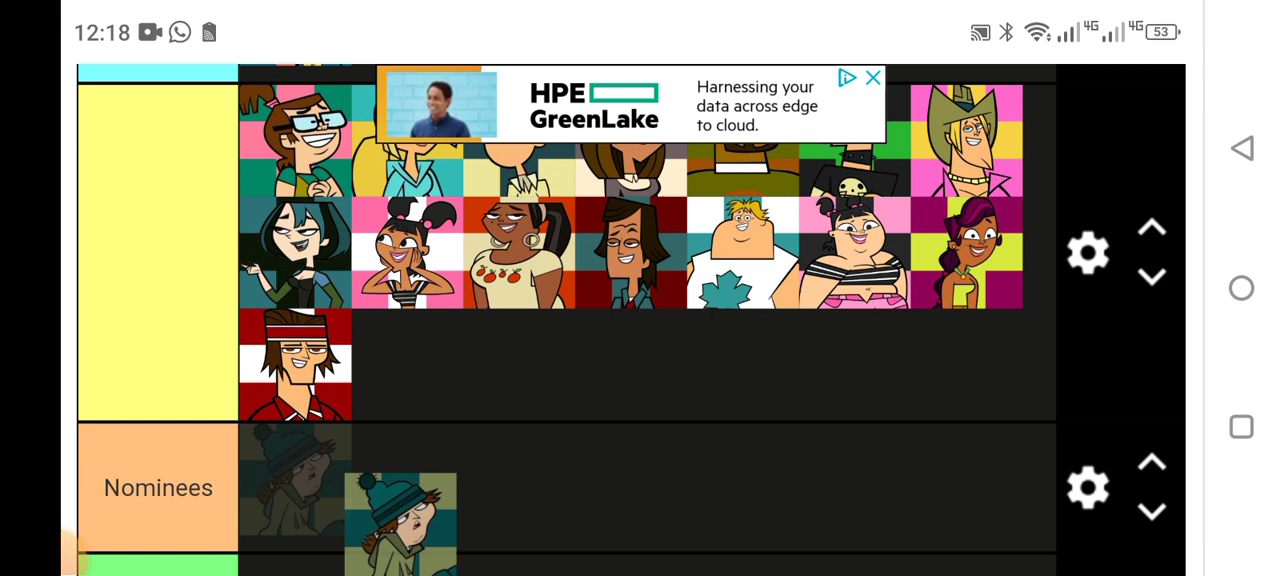 12:18
4G
4G
53
HPE
GreenLake
Harnessing your
data across edge
to cloud.
Nominees